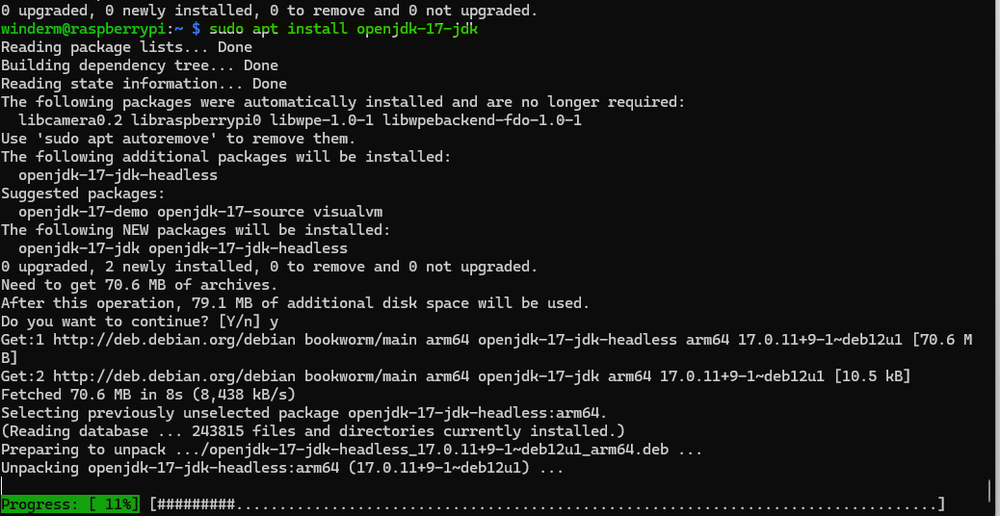 0 upgraded, 0 newly installed, 0 to remove and 0 not upgraded.
winderm@raspberrypi:~ $ sudo apt install openjdk-17-jdk
Reading package lists... Done
Building dependency tree... Done
Reading state information... Done
The following packages were automatically installed and are no longer required:
  libcamera0.2 libraspberrypi0 libwpe-1.0-1 libwpebackend-fdo-1.0-1
Use 'sudo apt autoremove' to remove them.
The following additional packages will be installed:
  openjdk-17-jdk-headless
Suggested packages:
  openjdk-17-demo openjdk-17-source visualvm
The following NEW packages will be installed:
  openjdk-17-jdk openjdk-17-jdk-headless
0 upgraded, 2 newly installed, 0 to remove and 0 not upgraded.
Need to get 70.6 MB of archives.
After this operation, 79.1 MB of additional disk space will be used.
Do you want to continue? [Y/n] y
Get:1 http://deb.debian.org/debian bookworm/main arm64 openjdk-17-jdk-headless arm64 17.0.11+9-1~deb12u1 [70.6 M
B]
Get:2 http://deb.debian.org/debian bookworm/main arm64 openjdk-17-jdk arm64 17.0.11+9-1~deb12u1 [10.5 kB]
Fetched 70.6 MB in 8s (8,438 kB/s)
Selecting previously unselected package openjdk-17-jdk-headless:arm64.
(Reading database ... 243815 files and directories currently installed.)
Preparing to unpack .../openjdk-17-jdk-headless_17.0.11+9-1~deb12u1_arm64.deb ...
Unpacking openjdk-17-jdk-headless:arm64 (17.0.11+9-1~deb12u1) ...
Progress: [ 11%] [#########.................................................................................]